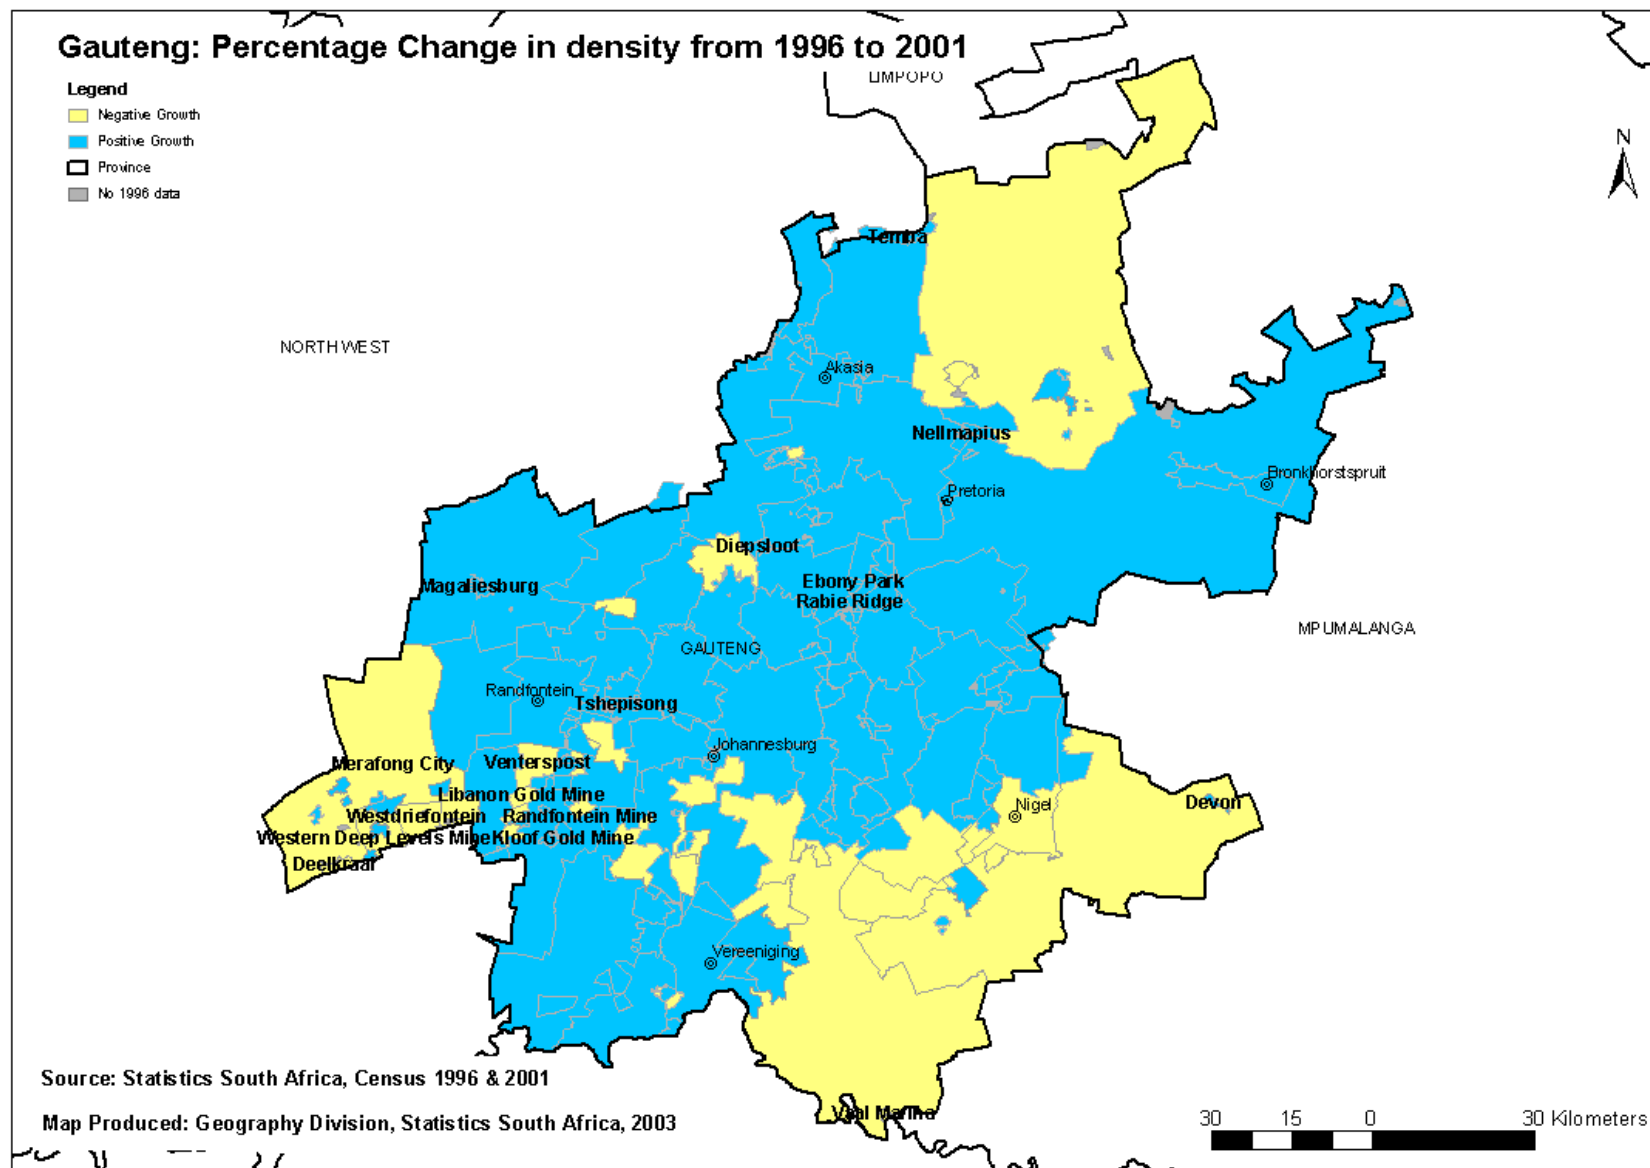 Gauteng: Percentage Change in density from 1996 to 2001
LIMPOPO
Legend
Negative Growth
Positive Growth
Province
No 1996 data
N
Temba
NORTH WEST
Akasia
Nellmapius
Bronkhorstspruit
Pretoria
Diepsloot
Magaliesburg
Ebony Park
Rabie Ridge
MPUMALANGA
GAUTENG
Randfontein
Tshepisong
Johannesburg
Merafong City
Venterspost
Libanon Gold Mine
Nigel
Devon
Westdriefontein
Randfontein Mine
Western Deep Levels Mine
Kloof Gold Mine
Deelkraal
Vereeniging
Source: Statistics South Africa, Census 1996 & 2001
Vaal Marina
Map Produced: Geography Division, Statistics South Africa, 2003
30 15 0 30 Kilometers